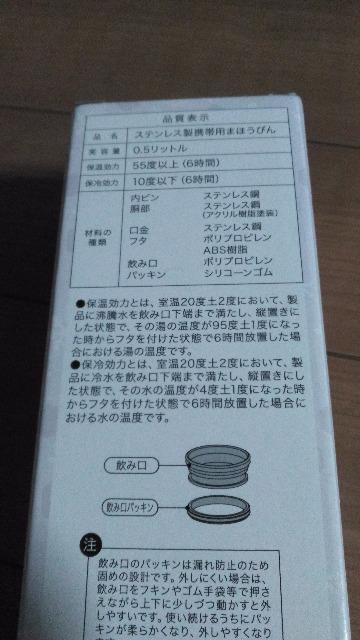 品質表示
品名 ステンレス製携帯用まほうびん
実容量 0.5リットル
保温効力 55度以上(6時間)
保冷効力 10度以下(6時間)
材料の種類
内ビン ステンレス鋼
胴部 ステンレス鋼
(アクリル樹脂塗装)
口金 ステンレス鋼
フタ ポリプロピレン
ABS樹脂
飲み口 ポリプロピレン
パッキン シリコーンゴム
●保温効力とは、室温20度土2度において、製
品に沸騰水を飲み口下端まで満たし、縦置きに
した状態で、その湯の温度が95度土1度になっ
た時からフタを付けた状態で6時間放置した場
合における湯の温度です。
●保冷効力とは、室温20度土2度において、製
品に冷水を飲み口下端まで満たし、縦置きにし
た状態で、その水の温度が4度土1度になった時
からフタを付けた状態で6時間放置した場合に
おける水の温度です。
飲み口
飲み口パッキン
注
飲み口のパッキンは漏れ防止のため
固めの設計です。外しにくい場合は、
飲み口をフキンやゴム手袋等で押さ
えながら上下に少しづつ動かすと外
しやすいです。使い続けるうちにパッ
キンが柔らかくなり、外しやすくなり